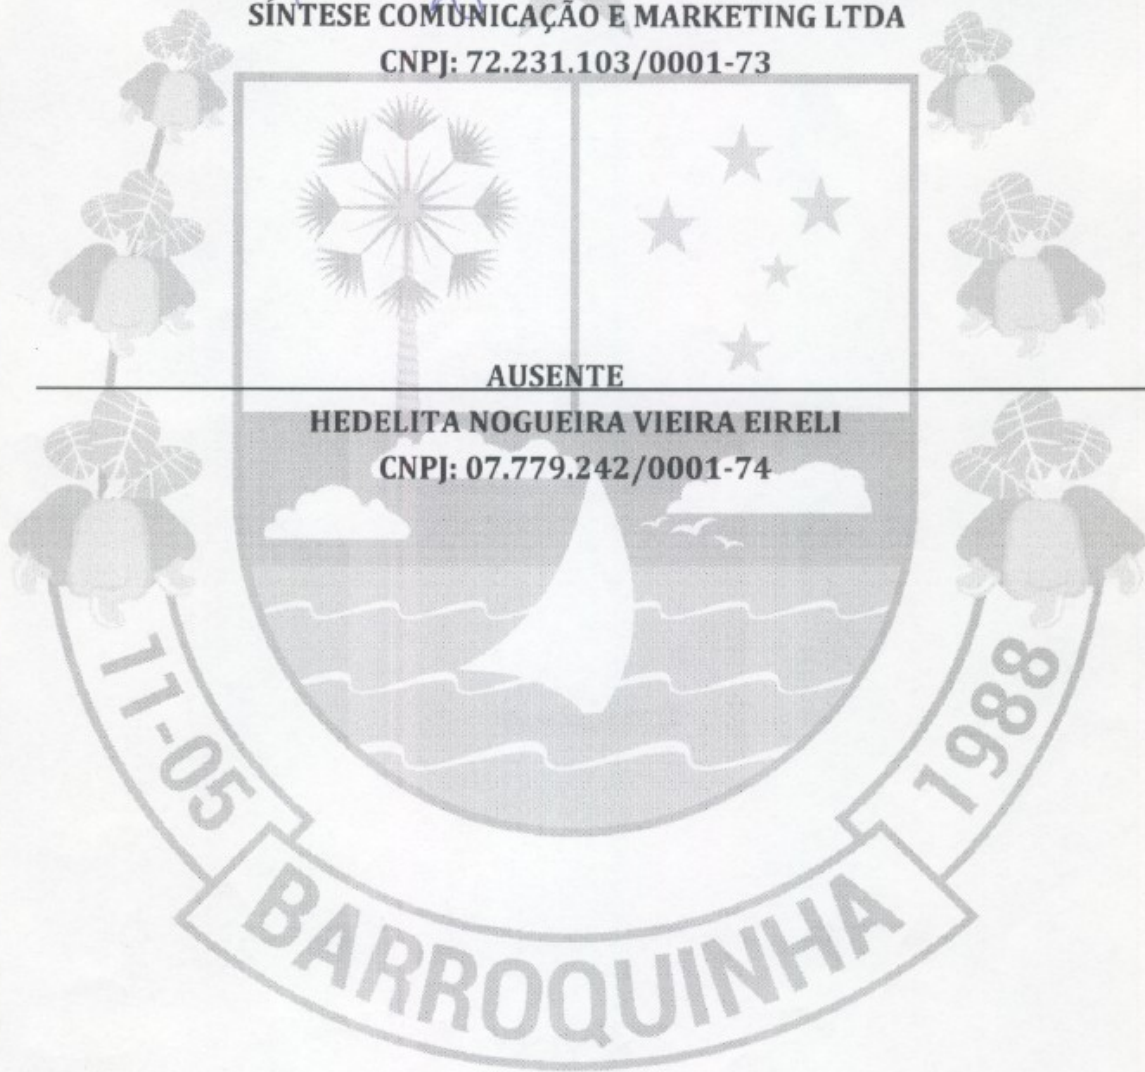 SÍNTESE COMUNICAÇÃO E MARKETING LTDA
CNPJ: 72.231.103/0001-73
AUSENTE
HEDELITA NOGUEIRA VIEIRA EIRELI
CNPJ: 07.779.242/0001-74
11-05
BARROQUINHA
1988